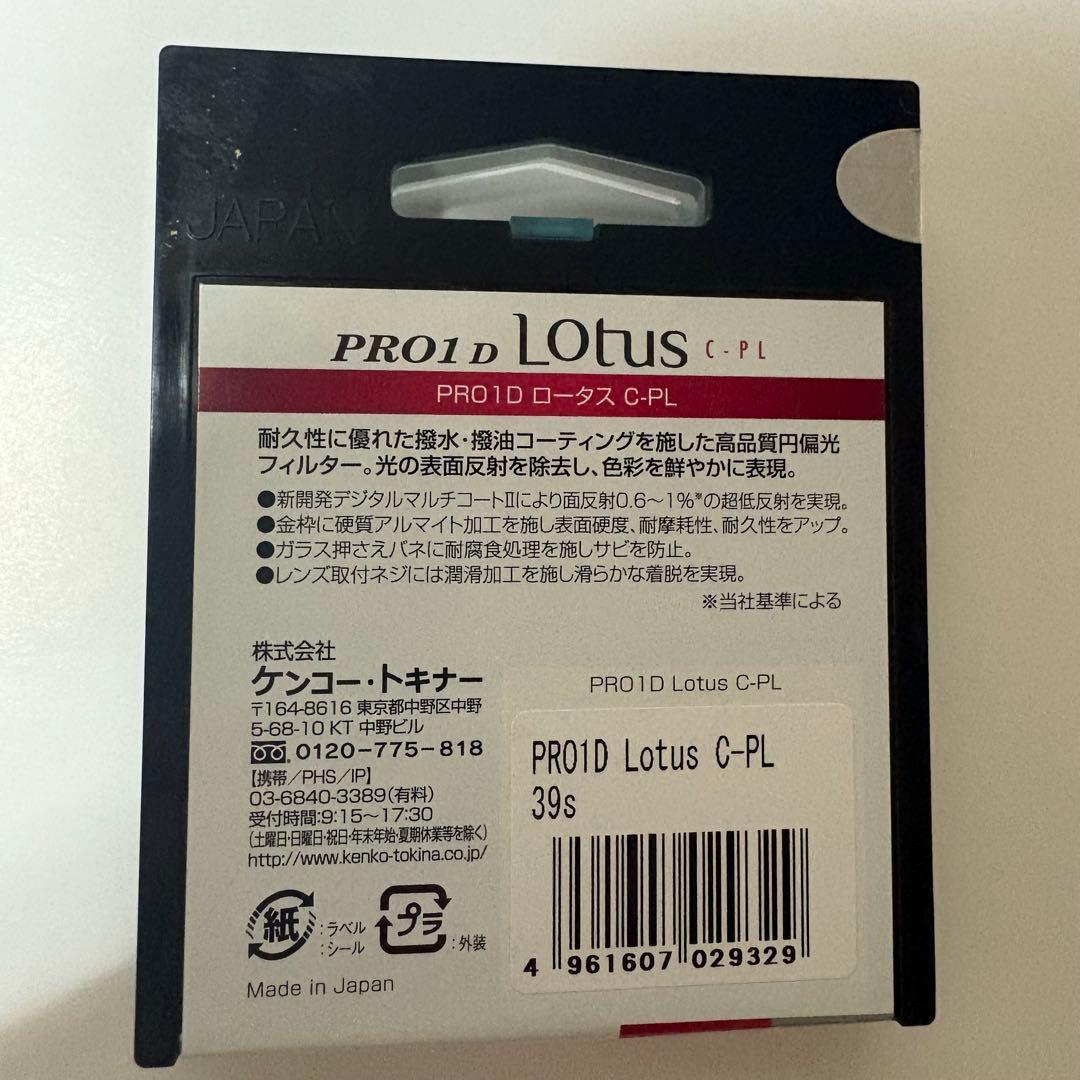 JAPAN
PRO1 D Lotus C-PL
PRO1D ロータス C-PL
耐久性に優れた撥水・撥油コーティングを施した高品質円偏光
フィルター。光の表面反射を除去し、色彩を鮮やかに表現。
●新開発デジタルマルチコートⅡにより面反射0.6～1%※の超低反射を実現。
●金枠に硬質アルマイト加工を施し表面硬度、耐摩耗性、耐久性をアップ。
●ガラス押さえバネに耐腐食処理を施しサビを防止。
●レンズ取付ネジには潤滑加工を施し滑らかな着脱を実現。
※当社基準による
株式会社
ケンコー・トキナー
〒164-8616 東京都中野区中野
5-68-10 KT 中野ビル
0120-775-818
【携帯/PHS/IP】
03-6840-3389(有料)
受付時間:9:15～17:30
(土曜日・日曜日・祝日・年末年始・夏期休業等を除く)
http://www.kenko-tokina.co.jp/
紙 :ラベル
:シール
プラ :外装
Made in Japan
PRO1D Lotus C-PL
PRO1D Lotus C-PL
39s
4 961607 029329